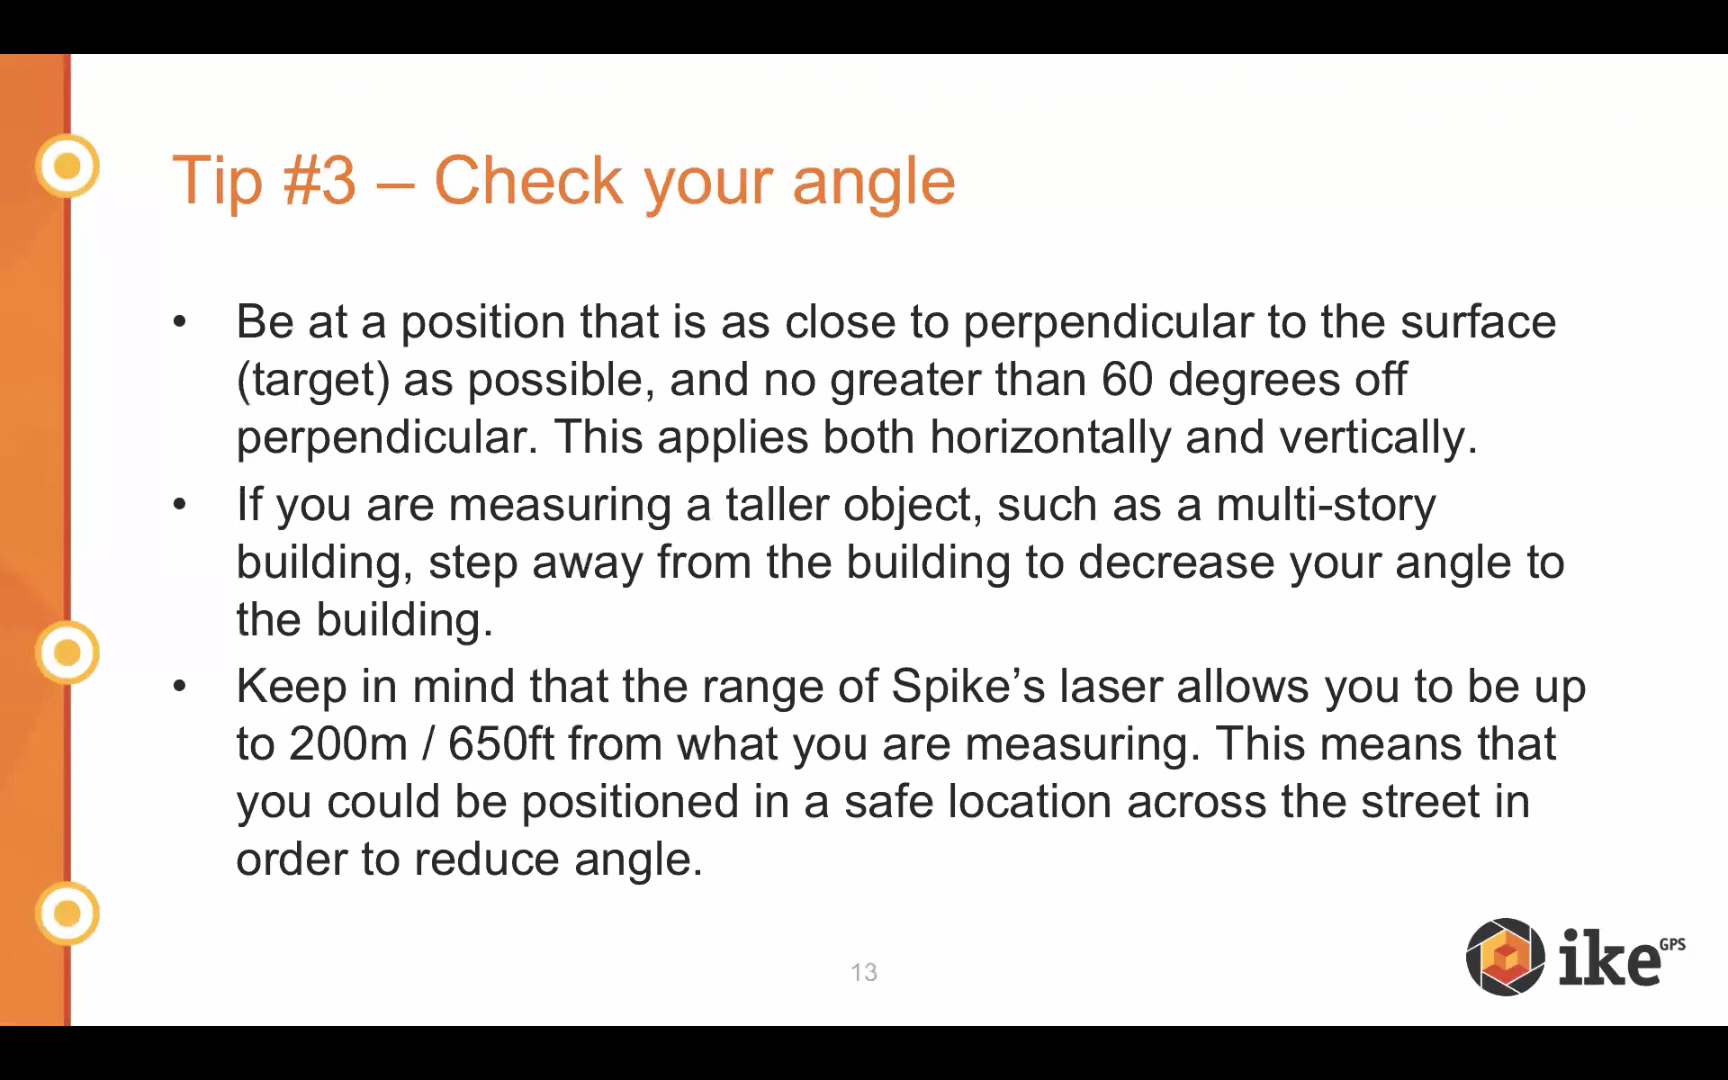 Tip #3 – Check your angle
• Be at a position that is as close to perpendicular to the surface
(target) as possible, and no greater than 60 degrees off
perpendicular. This applies both horizontally and vertically.
• If you are measuring a taller object, such as a multi-story
building, step away from the building to decrease your angle to
the building.
• Keep in mind that the range of Spike’s laser allows you to be up
to 200m / 650ft from what you are measuring. This means that
you could be positioned in a safe location across the street in
order to reduce angle.
13
ike GPS